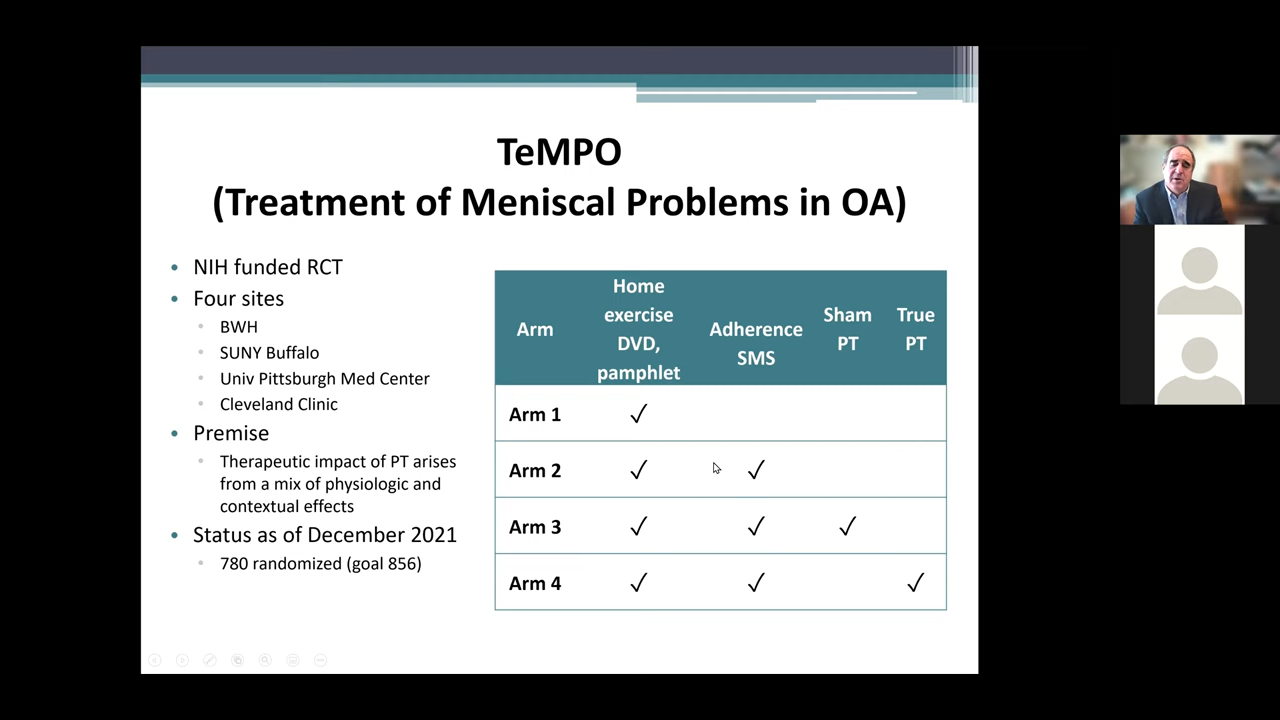 TeMPO
(Treatment of Meniscal Problems in OA)
• NIH funded RCT
• Four sites
• BWH
• SUNY Buffalo
• Univ Pittsburgh Med Center
• Cleveland Clinic
• Premise
• Therapeutic impact of PT arises
from a mix of physiologic and
contextual effects
• Status as of December 2021
• 780 randomized (goal 856)
Arm
Home
exercise
DVD,
pamphlet
Adherence
SMS
Sham
PT
True
PT
Arm 1 ✓
Arm 2 ✓ ✓
Arm 3 ✓ ✓ ✓
Arm 4 ✓ ✓ ✓